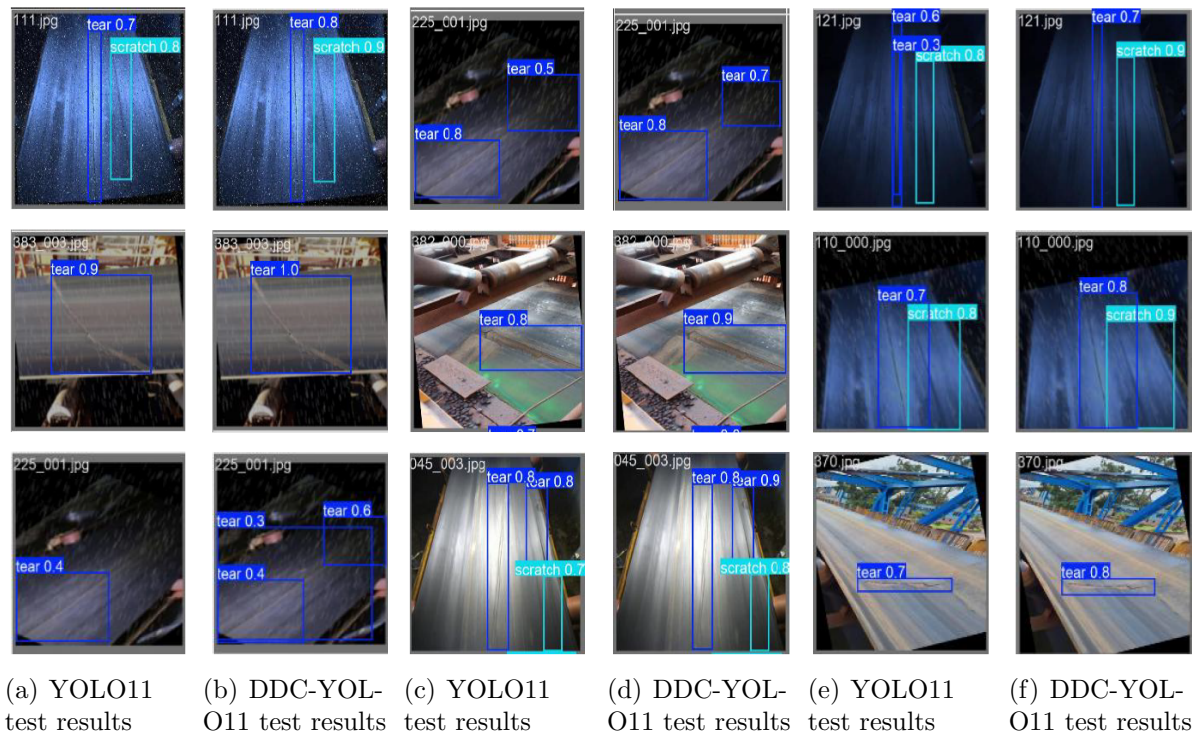 111.jpg
tear 0.7
scratch 0.8
tear 0.8
scratch 0.9
225_001.jpg
tear 0.5
tear 0.8
225_001.jpg
tear 0.7
tear 0.8
121.jpg
tear 0.6
tear 0.3
scratch 0.8
121.jpg
tear 0.7
scratch 0.9
383_003.jpg
tear 0.9
383_003.jpg
tear 1.0
382_000.jpg
tear 0.8
382_000.jpg
tear 0.9
110_000.jpg
tear 0.7
scratch 0.8
110_000.jpg
tear 0.8
scratch 0.9
225_001.jpg
tear 0.4
225_001.jpg
tear 0.6
tear 0.3
tear 0.4
045_003.jpg
tear 0.8
0.8
scratch 0.7
045_003.jpg
tear 0.8
0.9
scratch 0.8
370.jpg
tear 0.7
370.jpg
tear 0.8
(a) YOLO11
test results
(b) DDC-YOL-
O11 test results
(c) YOLO11
test results
(d) DDC-YOL-
O11 test results
(e) YOLO11
test results
(f) DDC-YOL-
O11 test results